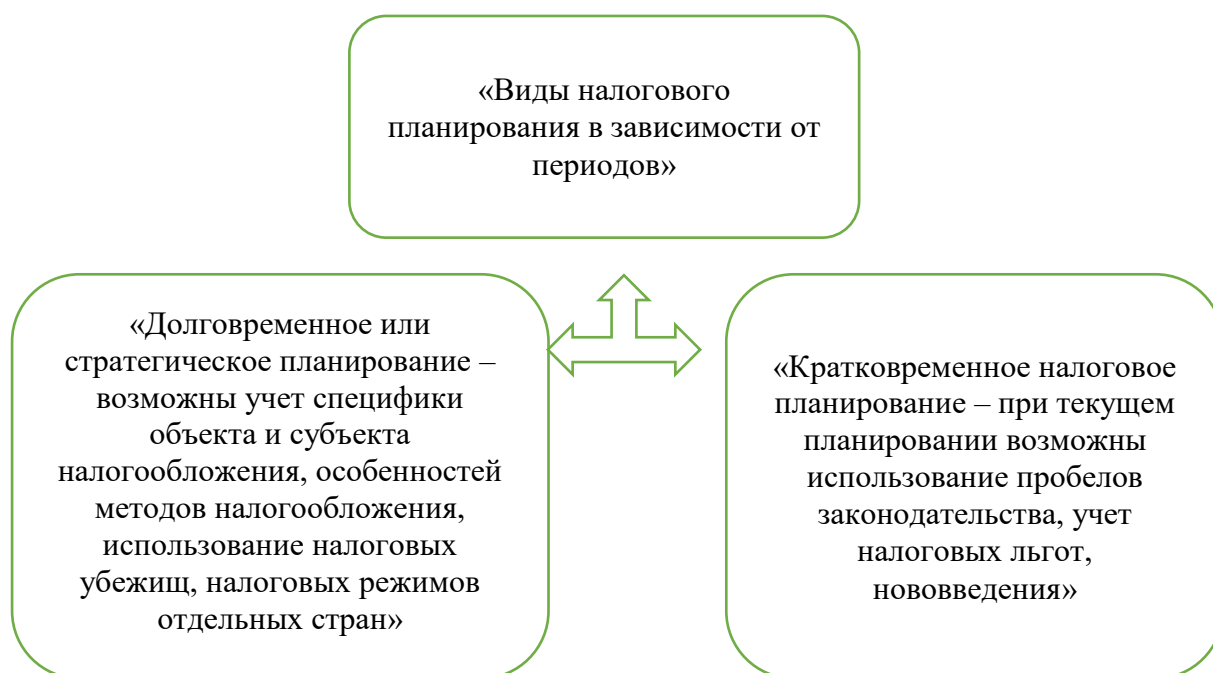 «Виды налогового
планирования в зависимости от
периодов»
«Долговременное или
стратегическое планирование –
возможны учет специфики
объекта и субъекта
налогообложения, особенностей
методов налогообложения,
использование налоговых
убежищ, налоговых режимов
отдельных стран»
«Кратковременное налоговое
планирование – при текущем
планировании возможны
использование пробелов
законодательства, учет
налоговых льгот,
нововведения»